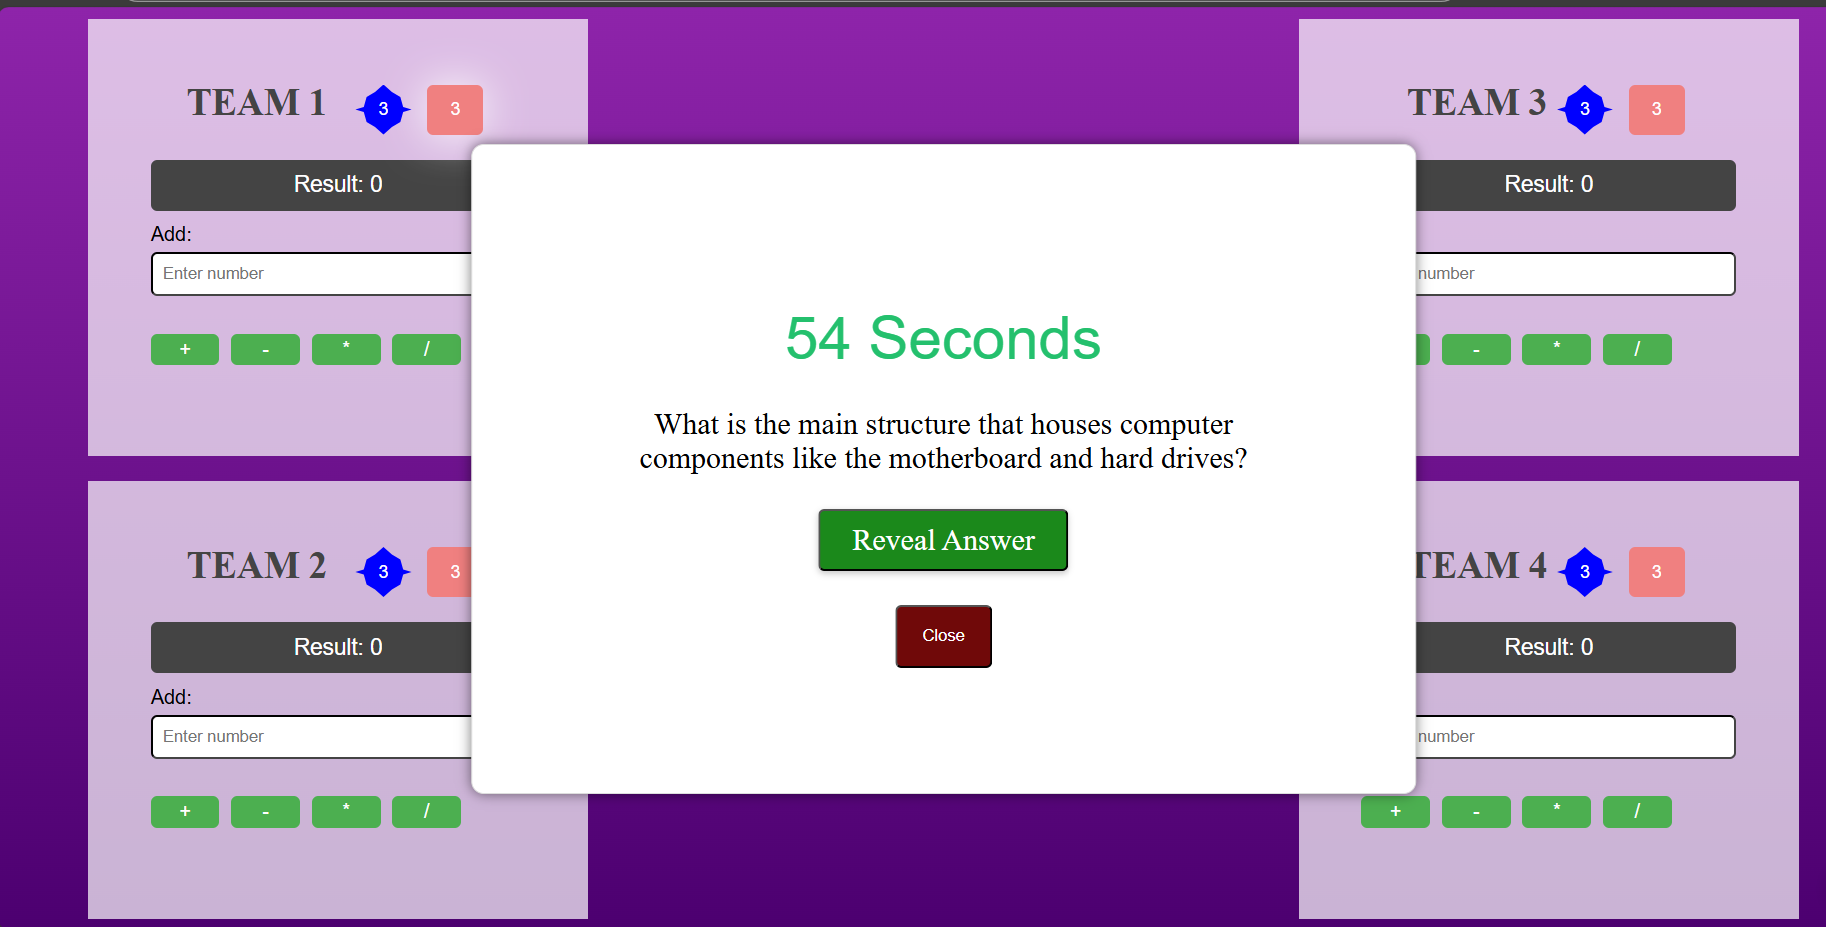 TEAM 1 3 3
Result: 0
Add:
Enter number
+ - * /
TEAM 2 3 3
Result: 0
Add:
Enter number
+ - * /
54 Seconds
What is the main structure that houses computer
components like the motherboard and hard drives?
Reveal Answer
Close
TEAM 3 3 3
Result: 0
number
- * /
TEAM 4 3 3
Result: 0
number
+ - * /